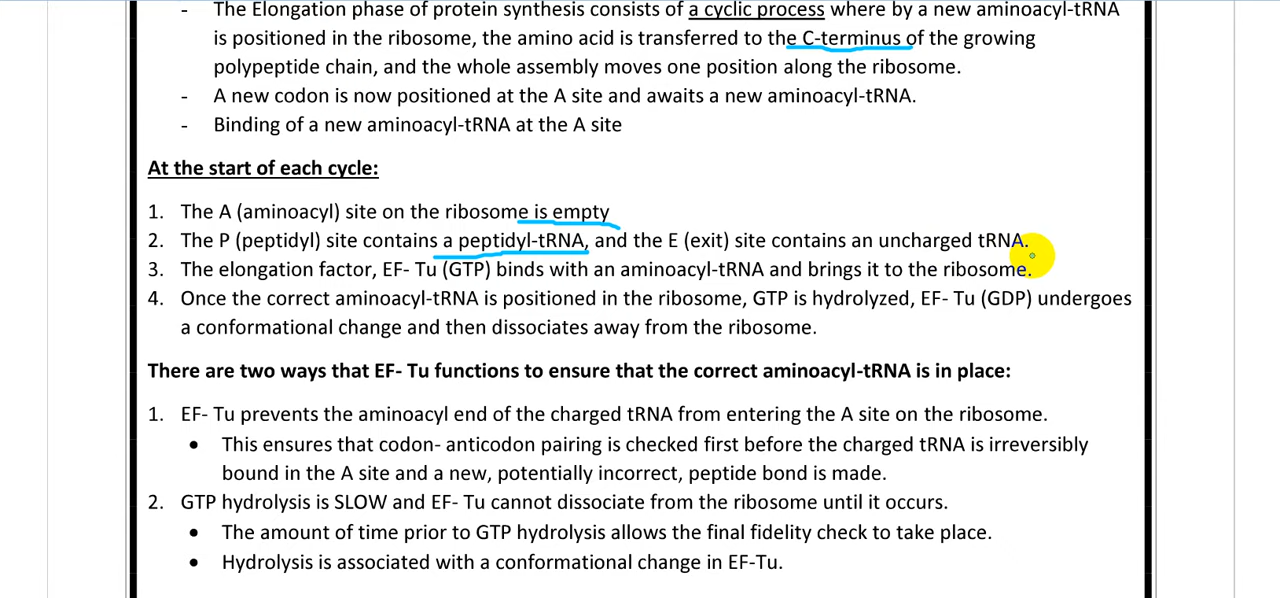 - The Elongation phase of protein synthesis consists of a cyclic process where by a new aminoacyl-tRNA
is positioned in the ribosome, the amino acid is transferred to the C-terminus of the growing
polypeptide chain, and the whole assembly moves one position along the ribosome.
- A new codon is now positioned at the A site and awaits a new aminoacyl-tRNA.
- Binding of a new aminoacyl-tRNA at the A site
At the start of each cycle:
1. The A (aminoacyl) site on the ribosome is empty
2. The P (peptidyl) site contains a peptidyl-tRNA, and the E (exit) site contains an uncharged tRNA.
3. The elongation factor, EF- Tu (GTP) binds with an aminoacyl-tRNA and brings it to the ribosome.
4. Once the correct aminoacyl-tRNA is positioned in the ribosome, GTP is hydrolyzed, EF- Tu (GDP) undergoes
a conformational change and then dissociates away from the ribosome.
There are two ways that EF- Tu functions to ensure that the correct aminoacyl-tRNA is in place:
1. EF- Tu prevents the aminoacyl end of the charged tRNA from entering the A site on the ribosome.
• This ensures that codon- anticodon pairing is checked first before the charged tRNA is irreversibly
bound in the A site and a new, potentially incorrect, peptide bond is made.
2. GTP hydrolysis is SLOW and EF- Tu cannot dissociate from the ribosome until it occurs.
• The amount of time prior to GTP hydrolysis allows the final fidelity check to take place.
• Hydrolysis is associated with a conformational change in EF-Tu.